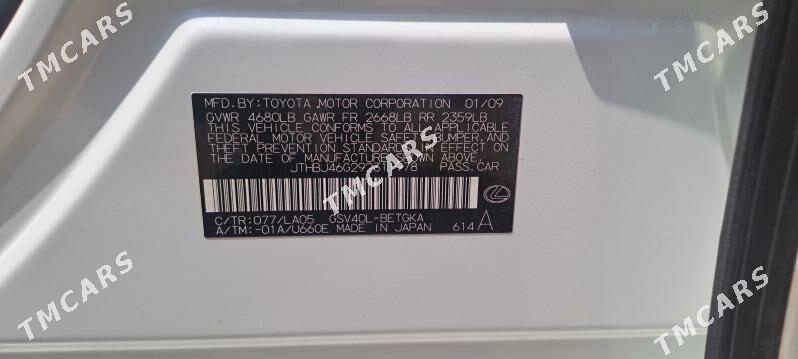 TMCARS
TMCARS
TMCARS
MFD. BY: TOYOTA MOTOR CORPORATION 01/09
GVWR 4680LB GAWR FR 2668LB RR 2359LB
THIS VEHICLE CONFORMS TO ALL APPLICABLE
FEDERAL MOTOR VEHICLE SAFETY, BUMPER, AND
THEFT PREVENTION STANDARDS IN EFFECT ON
THE DATE OF MANUFACTURE SHOWN ABOVE.
PASS. CAR
C/TR: 077/LA05 GSV40L-BETGKA
A/TM: -01A/U660E MADE IN JAPAN 614 A
TMCARS
TMCARS
TMCARS
TMCARS